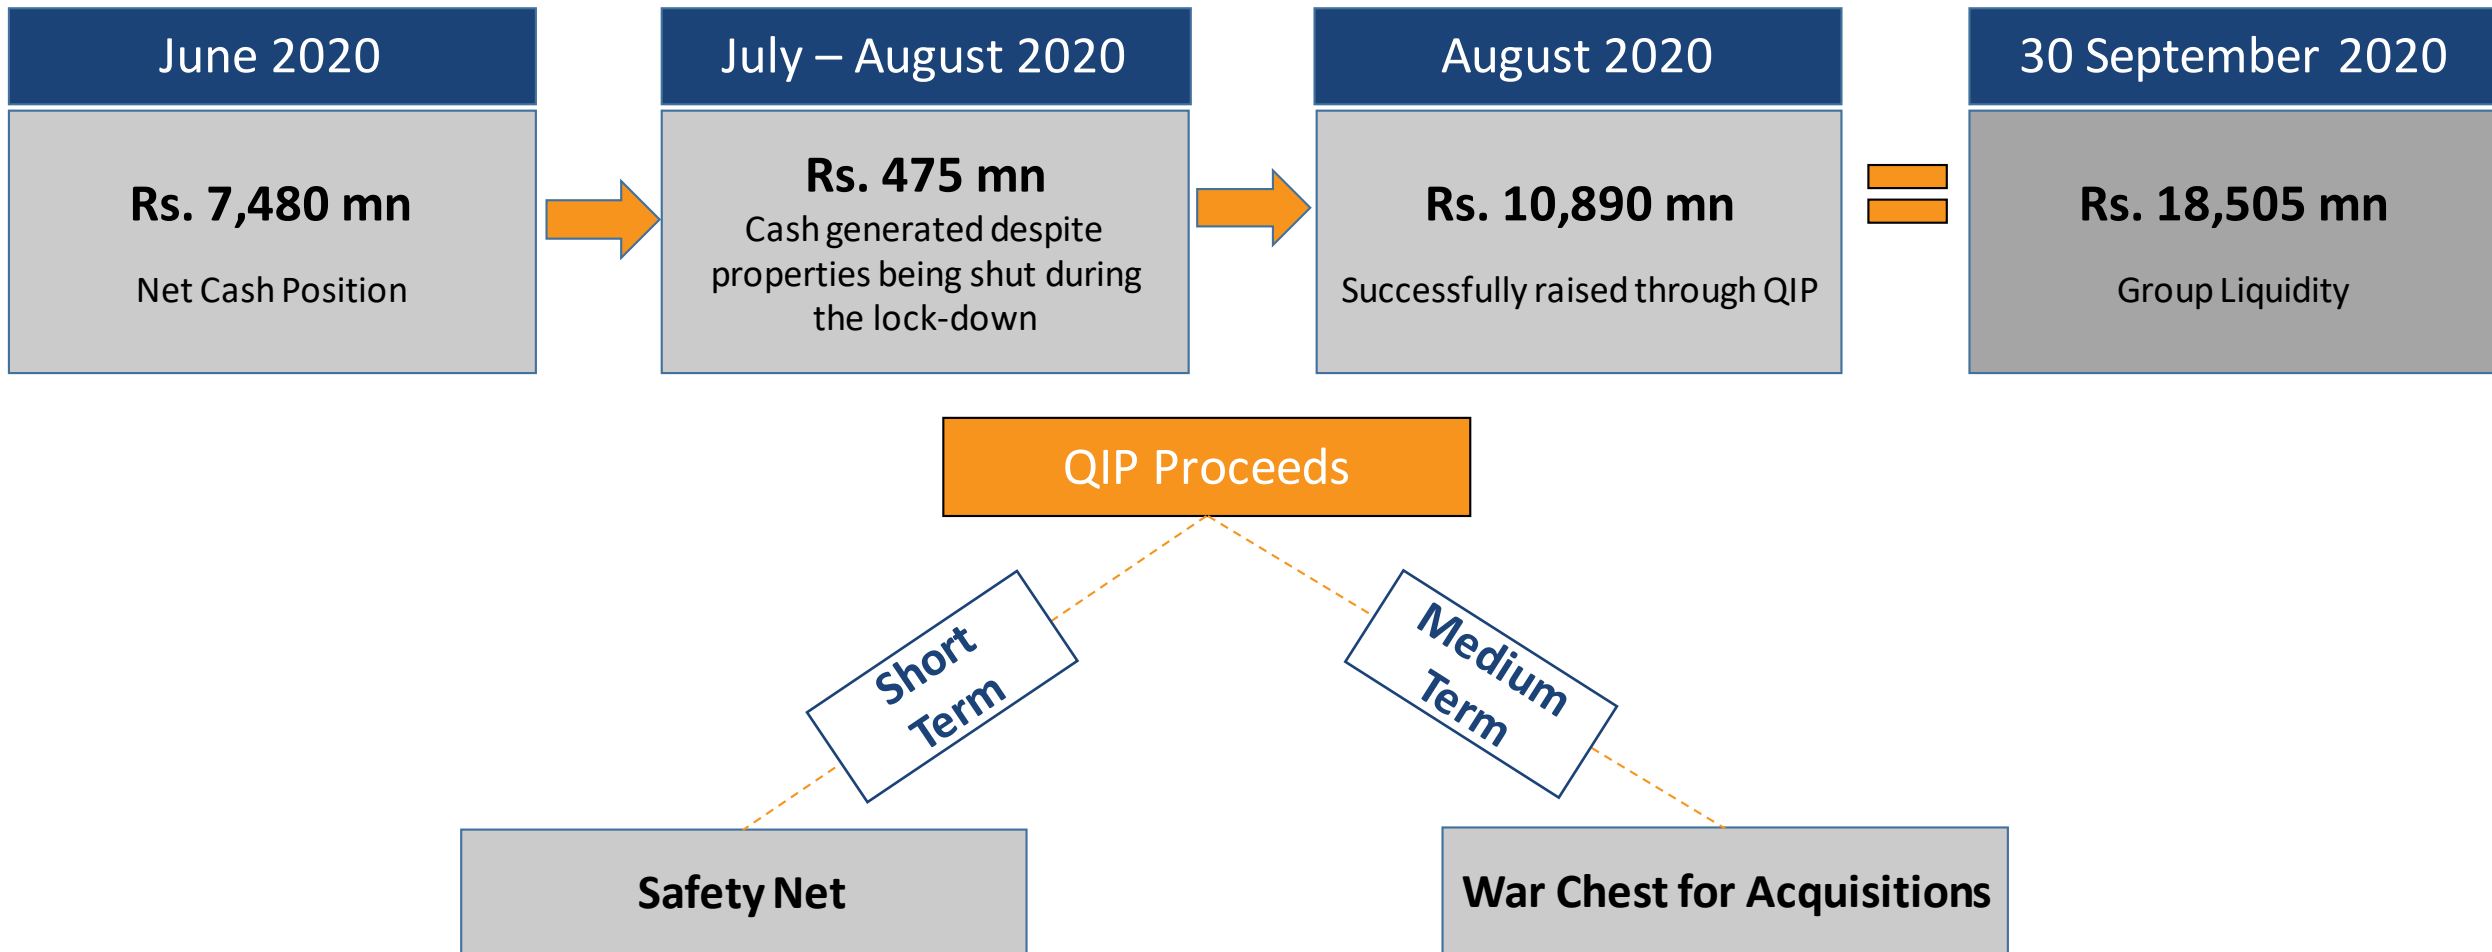 June 2020
Rs. 7,480 mn
Net Cash Position
July – August 2020
Rs. 475 mn
Cash generated despite
properties being shut during
the lock-down
August 2020
Rs. 10,890 mn
Successfully raised through QIP
30 September 2020
Rs. 18,505 mn
Group Liquidity
QIP Proceeds
Short
Term
Medium
Term
Safety Net
War Chest for Acquisitions